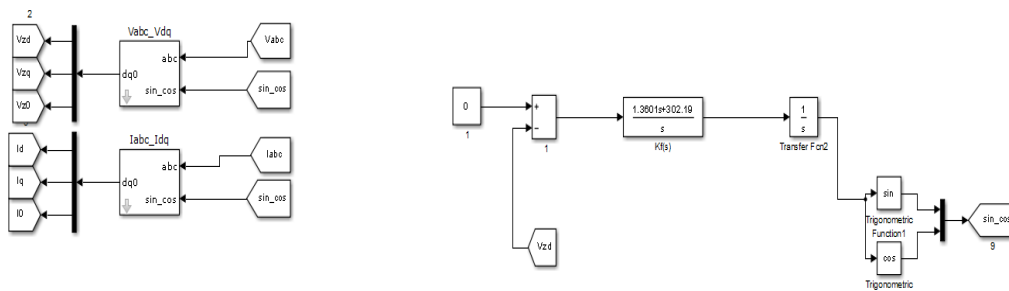 2
Vzd
Vzq
Vz0
Vabc_Vdq
abc
dq0
sin_cos
Vabc
sin_cos
Id
Iq
I0
Iabc_Idq
abc
dq0
sin_cos
Iabc
sin_cos
0
1
+
−
1
1.3601s+302.19
s
Kf(s)
1
s
Transfer Fcn2
Vzd
sin
Trigonometric
Function1
cos
Trigonometric
sin_cos
9